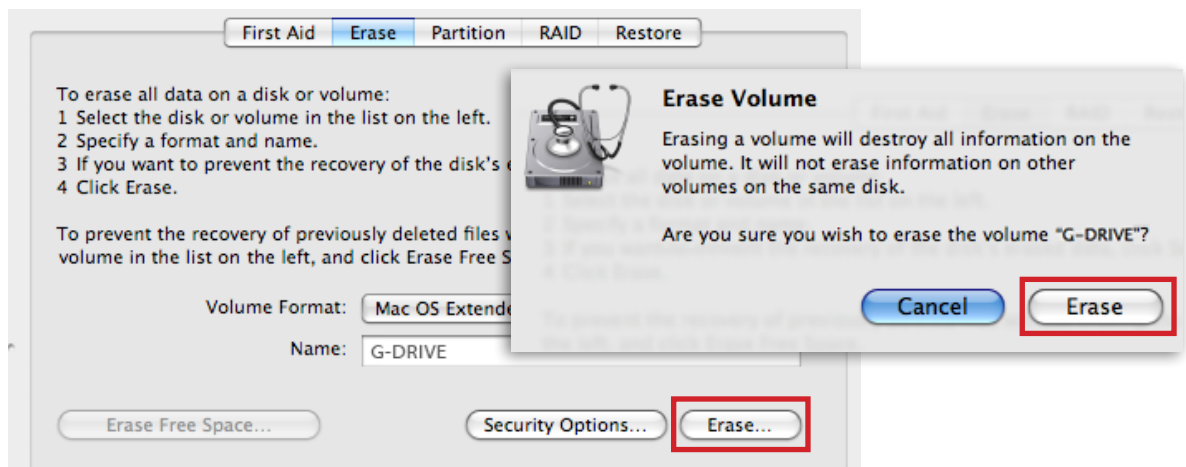 First Aid Erase Partition RAID Restore
To erase all data on a disk or volume:
1 Select the disk or volume in the list on the left.
2 Specify a format and name.
3 If you want to prevent the recovery of the disk's
4 Click Erase.
To prevent the recovery of previously deleted files
volume in the list on the left, and click Erase Free
Volume Format: Mac OS Extende
Name: G-DRIVE
Erase Free Space... Security Options... Erase...
Erase Volume
Erasing a volume will destroy all information on the
volume. It will not erase information on other
volumes on the same disk.
Are you sure you wish to erase the volume "G-DRIVE"?
Cancel Erase